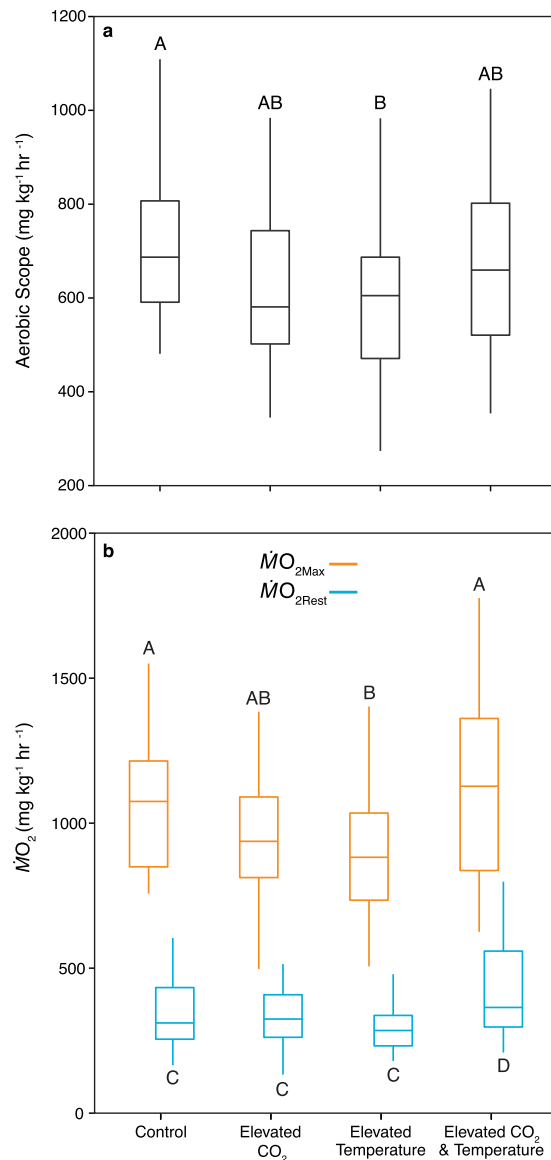 a
1200
1000
800
600
400
200
Aerobic Scope (mg kg⁻¹ hr ⁻¹)
A
AB
B
AB
b
2000
1500
1000
500
0
ṀO₂ (mg kg⁻¹ hr ⁻¹)
ṀO₂Max
ṀO₂Rest
A
AB
B
A
C
C
C
D
Control
Elevated
CO₂
Elevated
Temperature
Elevated CO₂
& Temperature